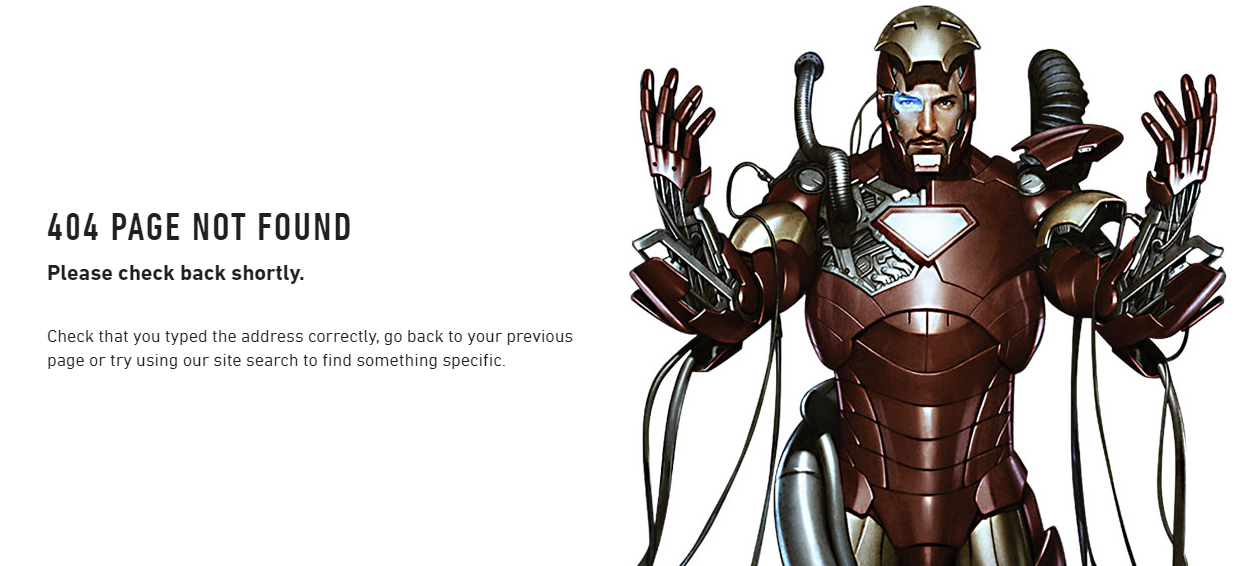 404 PAGE NOT FOUND
Please check back shortly.
Check that you typed the address correctly, go back to your previous
page or try using our site search to find something specific.